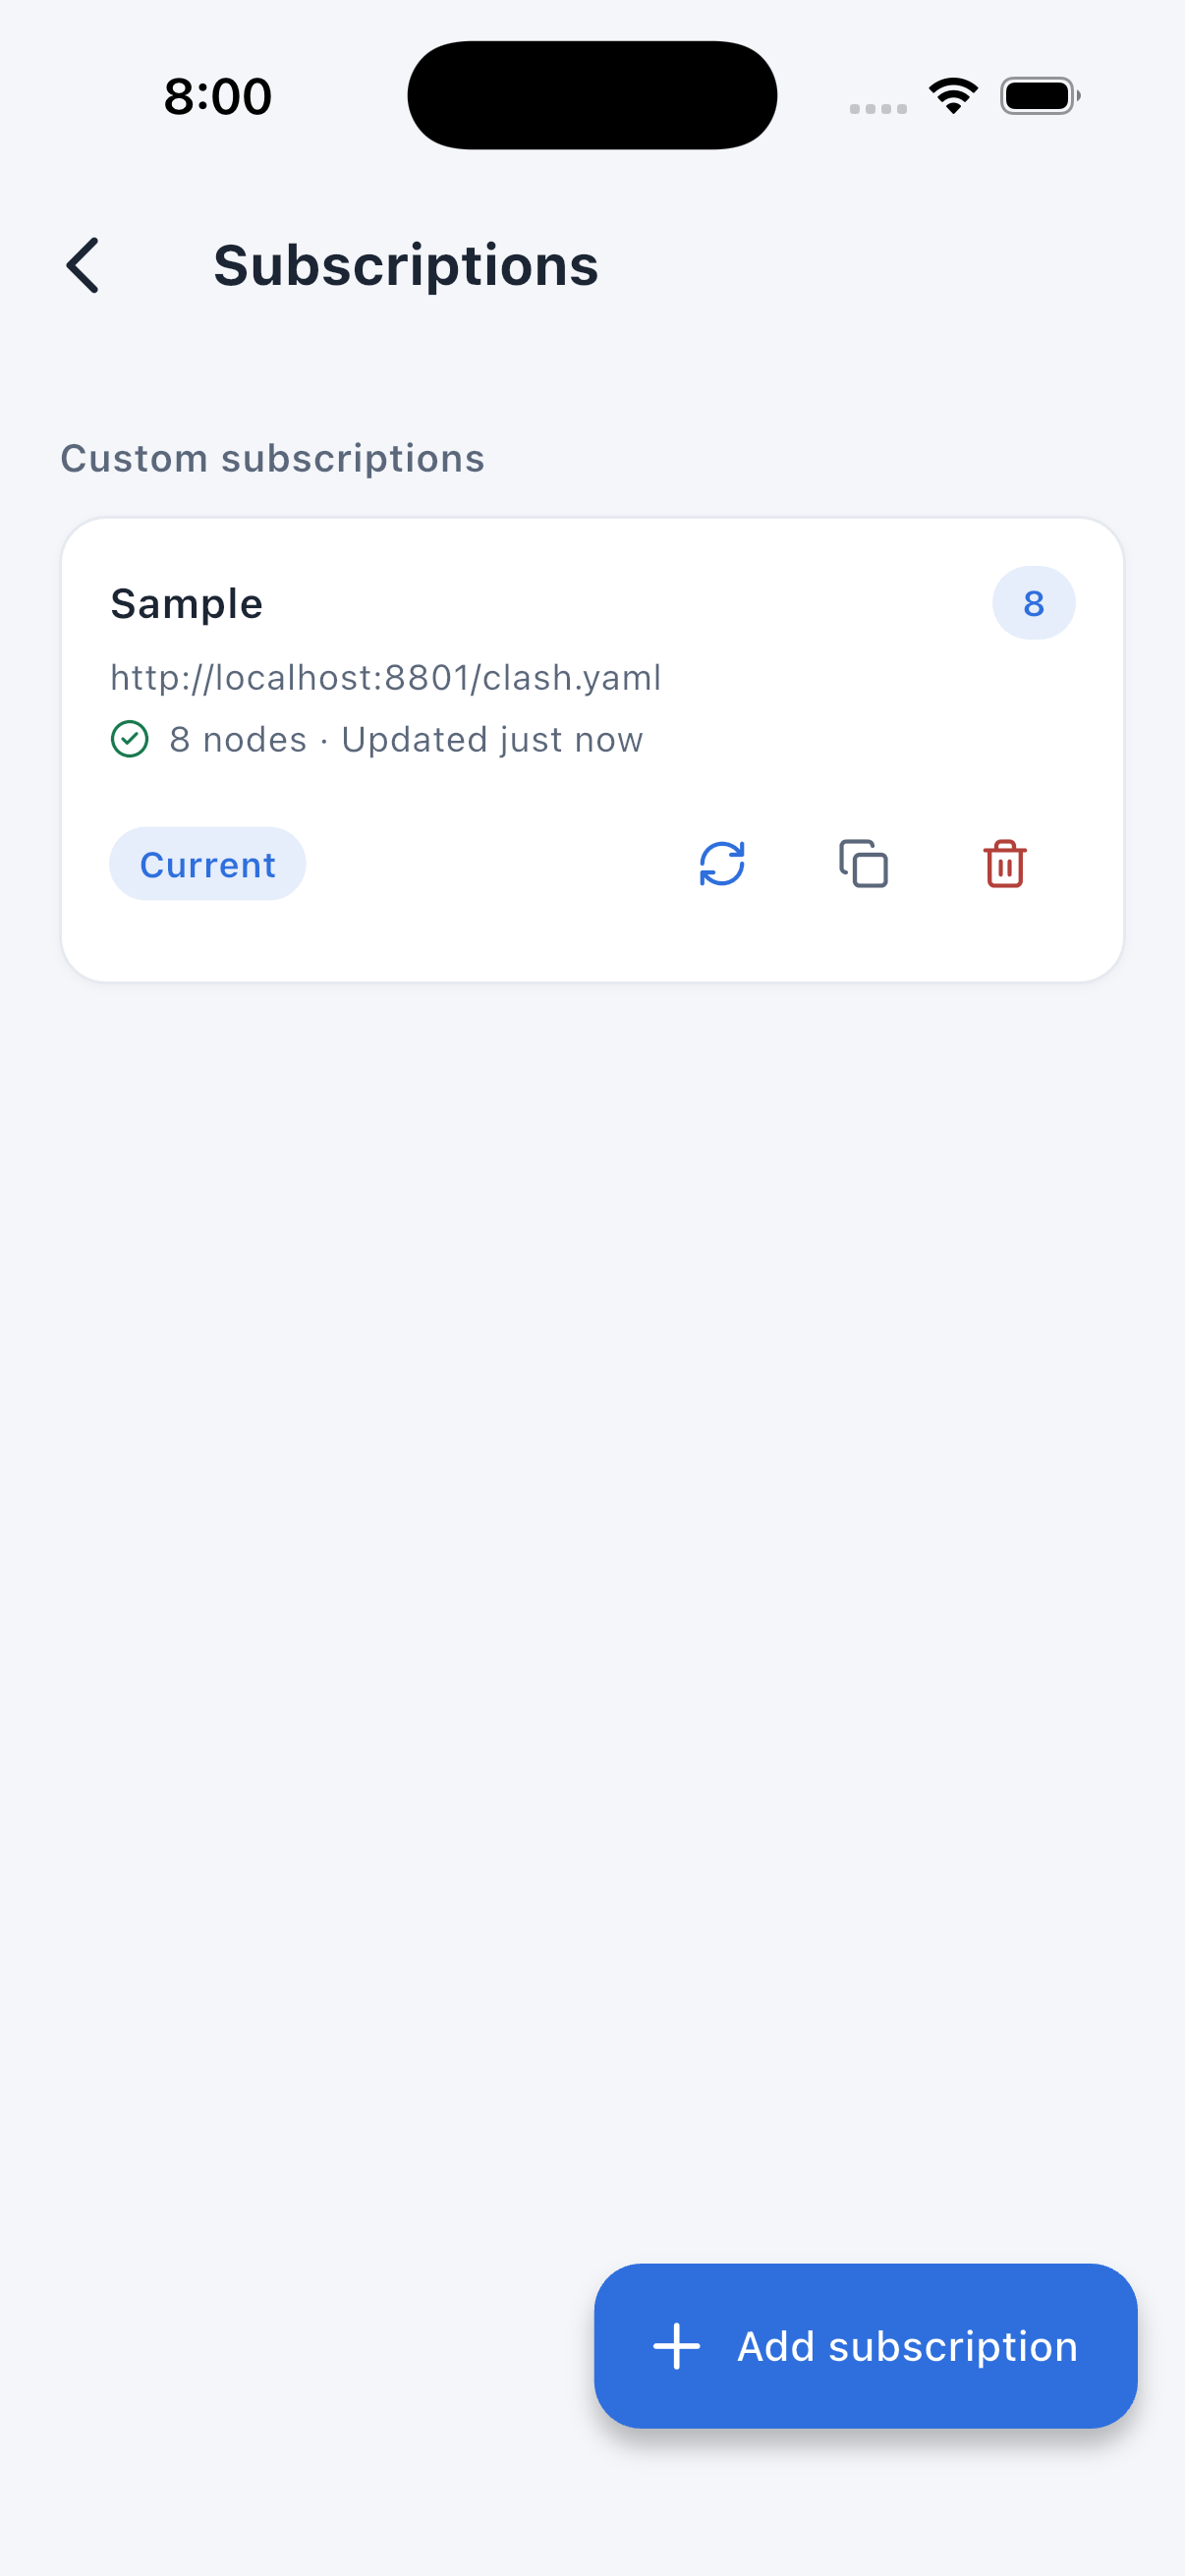 8:00
Subscriptions
Custom subscriptions
Sample
8
http://localhost:8801/clash.yaml
8 nodes · Updated just now
Current
Add subscription